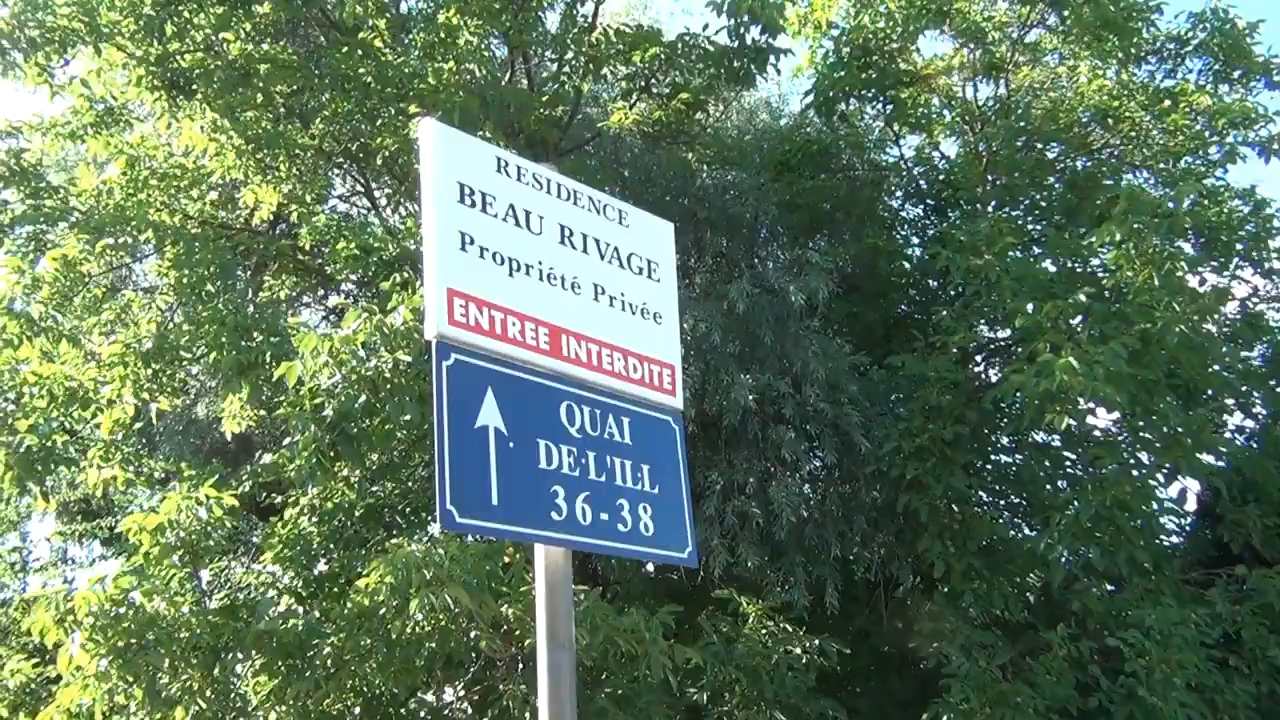 RESIDENCE
BEAU RIVAGE
Propriété Privée
ENTREE INTERDITE
QUAI
DE L'ILL
36-38